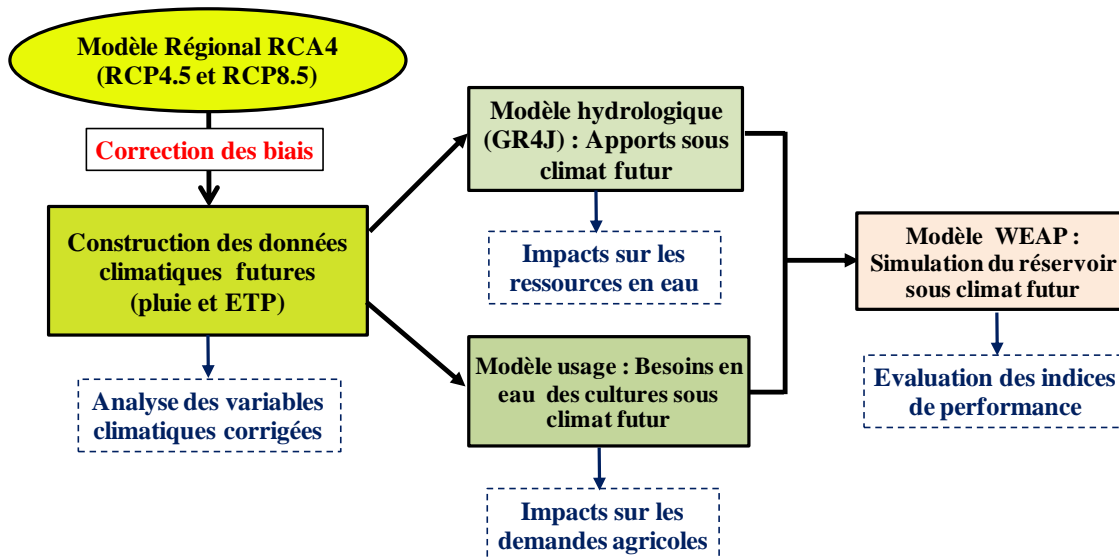 Modèle Régional RCA4
(RCP4.5 et RCP8.5)
Correction des biais
Construction des données
climatiques futures
(pluie et ETP)
Analyse des variables
climatiques corrigées
Modèle hydrologique
(GR4J) : Apports sous
climat futur
Impacts sur les
ressources en eau
Modèle usage : Besoins en
eau des cultures sous
climat futur
Impacts sur les
demandes agricoles
Modèle WEAP :
Simulation du réservoir
sous climat futur
Evaluation des indices
de performance